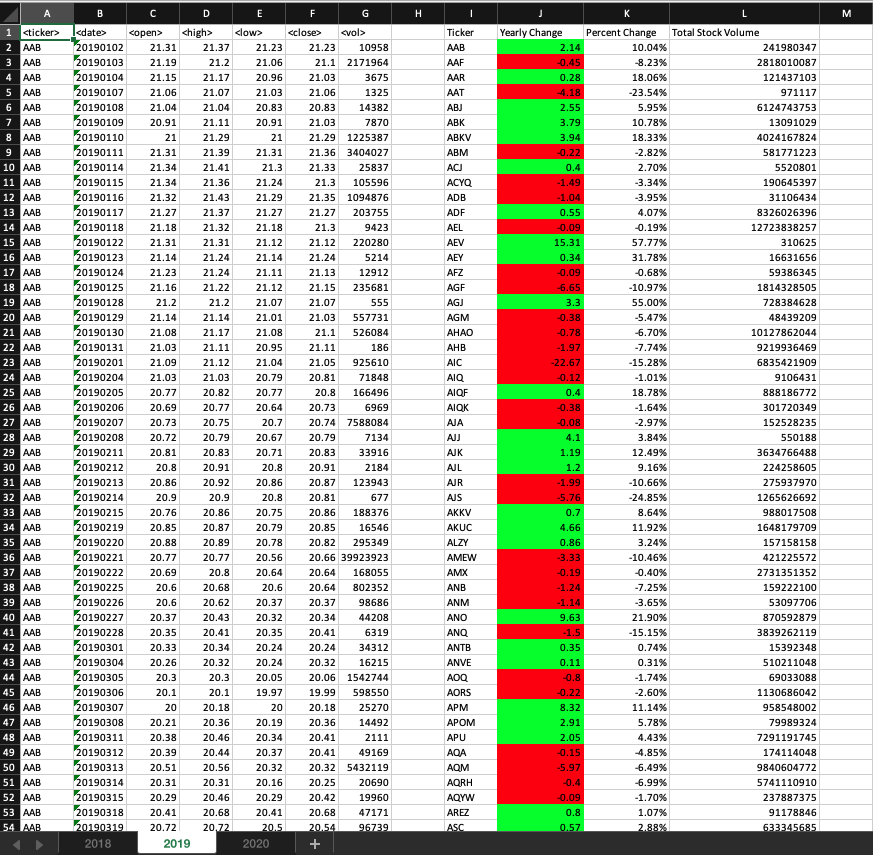 A B C D E F G H I J K L M
1 <ticker> <date> <open> <high> <low> <close> <vol> Ticker Yearly Change Percent Change Total Stock Volume
2 AAB 20190102 21.31 21.37 21.23 21.23 10958 AAB 2.14 10.04% 241980347
3 AAB 20190103 21.19 21.2 21.06 21.1 2171964 AAF -0.45 -8.23% 2818010087
4 AAB 20190104 21.15 21.17 20.96 21.03 3675 AAR 0.28 18.06% 121437103
5 AAB 20190107 21.06 21.07 21.03 21.06 1325 AAT -4.18 -23.54% 971117
6 AAB 20190108 21.04 21.04 20.83 20.83 14382 ABJ 2.55 5.95% 6124743753
7 AAB 20190109 20.91 21.11 20.91 21.03 7870 ABK 3.79 10.78% 13091029
8 AAB 20190110 21 21.29 21 21.29 1225387 ABKV 3.94 18.33% 4024167824
9 AAB 20190111 21.31 21.39 21.31 21.36 3404027 ABM -0.22 -2.82% 581771223
10 AAB 20190114 21.34 21.41 21.3 21.33 25837 ACJ 0.4 2.70% 5520801
11 AAB 20190115 21.34 21.36 21.24 21.3 105596 ACYQ -1.49 -3.34% 190645397
12 AAB 20190116 21.32 21.43 21.29 21.35 1094876 ADB -1.04 -3.95% 31106434
13 AAB 20190117 21.27 21.37 21.27 21.27 203755 ADF 0.55 4.07% 8326026396
14 AAB 20190118 21.18 21.32 21.18 21.3 9423 AEL -0.09 -0.19% 12723838257
15 AAB 20190122 21.31 21.31 21.12 21.12 220280 AEV 15.31 57.77% 310625
16 AAB 20190123 21.14 21.24 21.14 21.24 5214 AEY 0.34 31.78% 16631656
17 AAB 20190124 21.23 21.24 21.11 21.13 12912 AFZ -0.09 -0.68% 59386345
18 AAB 20190125 21.16 21.22 21.12 21.15 235681 AGF -6.65 -10.97% 1814328505
19 AAB 20190128 21.2 21.2 21.07 21.07 555 AGJ 3.3 55.00% 728384628
20 AAB 20190129 21.14 21.14 21.01 21.03 557731 AGM -0.38 -5.47% 48439209
21 AAB 20190130 21.08 21.17 21.08 21.1 526084 AHAO -0.78 -6.70% 10127862044
22 AAB 20190131 21.03 21.11 20.95 21.11 186 AHB -1.97 -7.74% 9219936469
23 AAB 20190201 21.09 21.12 21.04 21.05 925610 AIC -22.67 -15.28% 6835421909
24 AAB 20190204 21.03 21.03 20.79 20.81 71848 AIQ -0.12 -1.01% 9106431
25 AAB 20190205 20.77 20.82 20.77 20.8 166496 AIQF 0.4 18.78% 888186772
26 AAB 20190206 20.69 20.77 20.64 20.73 6969 AIQK -0.38 -1.64% 301720349
27 AAB 20190207 20.73 20.75 20.7 20.74 7588084 AJA -0.08 -2.97% 152528235
28 AAB 20190208 20.72 20.79 20.67 20.79 7134 AJJ 4.1 3.84% 550188
29 AAB 20190211 20.81 20.83 20.71 20.83 33916 AJK 1.19 12.49% 3634766488
30 AAB 20190212 20.8 20.91 20.8 20.91 2184 AJL 1.2 9.16% 224258605
31 AAB 20190213 20.86 20.92 20.86 20.87 123943 AJR -1.99 -10.66% 275937970
32 AAB 20190214 20.9 20.9 20.8 20.81 677 AJS -5.76 -24.85% 1265626692
33 AAB 20190215 20.76 20.86 20.75 20.86 188376 AKKV 0.7 8.64% 988017508
34 AAB 20190219 20.85 20.87 20.79 20.85 16546 AKUC 4.66 11.92% 1648179709
35 AAB 20190220 20.88 20.89 20.78 20.82 295349 ALZY 0.86 3.24% 157158158
36 AAB 20190221 20.77 20.77 20.56 20.66 39923923 AMEW -3.33 -10.46% 421225572
37 AAB 20190222 20.69 20.8 20.64 20.64 168055 AMX -0.19 -0.40% 2731351352
38 AAB 20190225 20.6 20.68 20.6 20.64 802352 ANB -1.24 -7.25% 159222100
39 AAB 20190226 20.6 20.62 20.37 20.37 98686 ANM -1.14 -3.65% 53097706
40 AAB 20190227 20.37 20.43 20.32 20.34 44208 ANO 9.63 21.90% 870592879
41 AAB 20190228 20.35 20.41 20.35 20.41 6319 ANQ -1.5 -15.15% 3839262119
42 AAB 20190301 20.33 20.34 20.24 20.24 34312 ANTB 0.35 0.74% 15392348
43 AAB 20190304 20.26 20.32 20.24 20.32 16215 ANVE 0.11 0.31% 510211048
44 AAB 20190305 20.3 20.3 20.05 20.06 1542744 AOQ -0.8 -1.74% 69033088
45 AAB 20190306 20.1 20.1 19.97 19.99 598550 AORS -0.22 -2.60% 1130686042
46 AAB 20190307 20 20.18 20 20.18 25270 APM 8.32 11.14% 958548002
47 AAB 20190308 20.21 20.36 20.19 20.36 14492 APOM 2.91 5.78% 79989324
48 AAB 20190311 20.38 20.46 20.34 20.41 2111 APU 2.05 4.43% 7291191745
49 AAB 20190312 20.39 20.44 20.37 20.41 49169 AQA -0.15 -4.85% 174114048
50 AAB 20190313 20.51 20.56 20.32 20.32 5432119 AQM -5.97 -6.49% 9840604772
51 AAB 20190314 20.31 20.31 20.16 20.25 20690 AQRH -0.4 -6.99% 5741110910
52 AAB 20190315 20.29 20.46 20.29 20.42 19960 AQYW -0.09 -1.70% 237887375
53 AAB 20190318 20.41 20.68 20.41 20.68 47171 AREZ 0.8 1.07% 91178846
54 AAB 20190319 20.72 20.72 20.5 20.54 96739 ASC 0.57 2.88% 633345685
2018 2019 2020 +